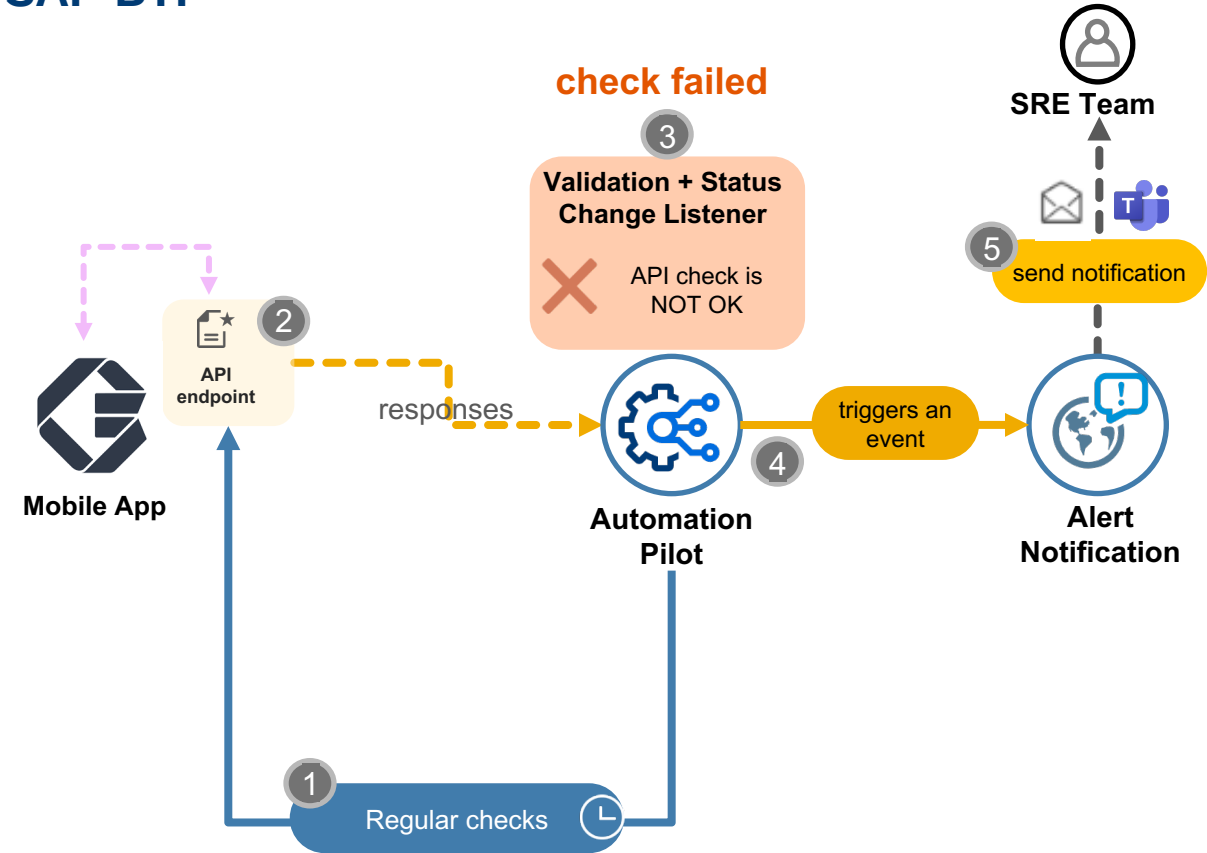 check failed
SRE Team
3
Validation + Status
Change Listener
API check is
NOT OK
T
5
send notification
2
API
endpoint
responses
triggers an
event
!
4
Mobile App
Automation
Pilot
Alert
Notification
1
Regular checks